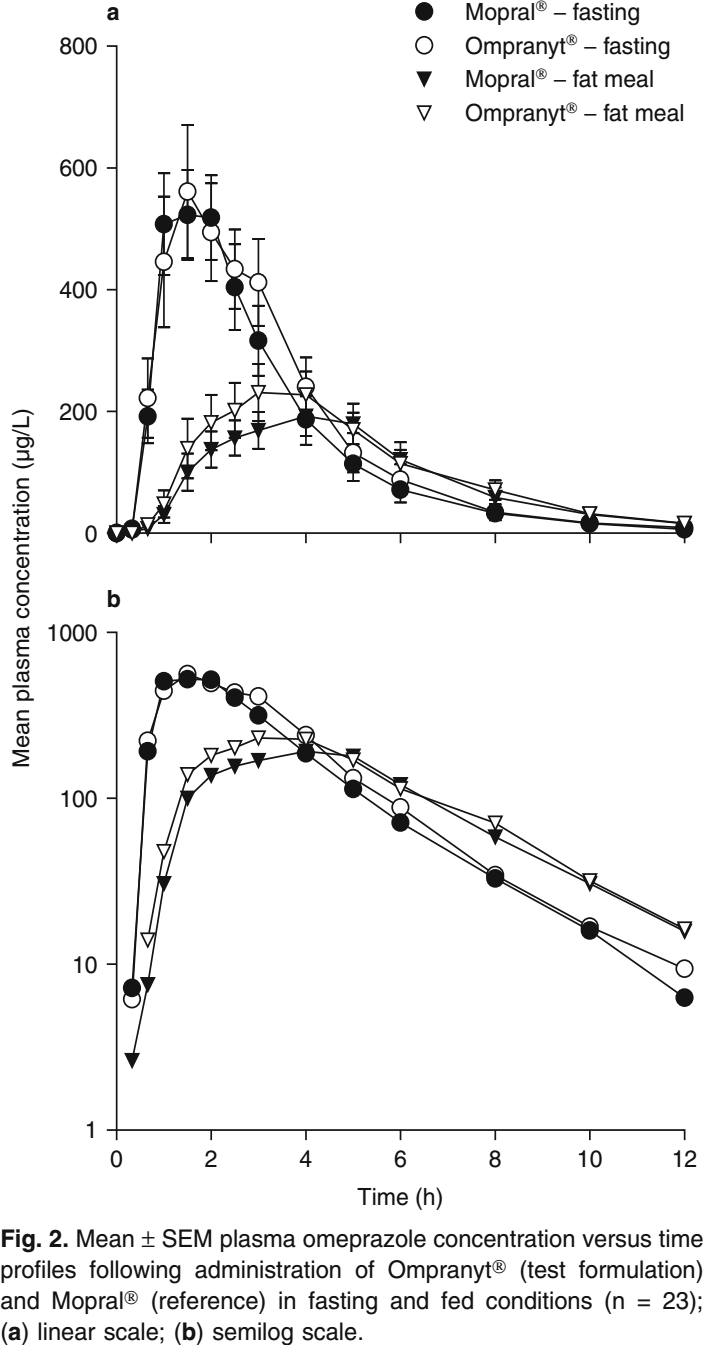 a
Mopral® – fasting
Ompranyt® – fasting
Mopral® – fat meal
Ompranyt® – fat meal
800
600
400
200
0
Mean plasma concentration (µg/L)
b
1000
100
10
1
0 2 4 6 8 10 12
Time (h)
Fig. 2. Mean ± SEM plasma omeprazole concentration versus time
profiles following administration of Ompranyt® (test formulation)
and Mopral® (reference) in fasting and fed conditions (n = 23);
(a) linear scale; (b) semilog scale.